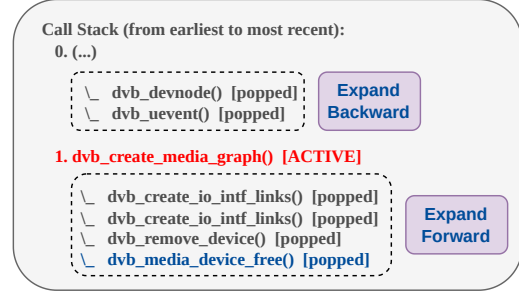 Call Stack (from earliest to most recent):
0. (...)
\_ dvb_devnode() [popped]
\_ dvb_uevent() [popped]
Expand
Backward
1. dvb_create_media_graph() [ACTIVE]
\_ dvb_create_io_intf_links() [popped]
\_ dvb_create_io_intf_links() [popped]
\_ dvb_remove_device() [popped]
\_ dvb_media_device_free() [popped]
Expand
Forward